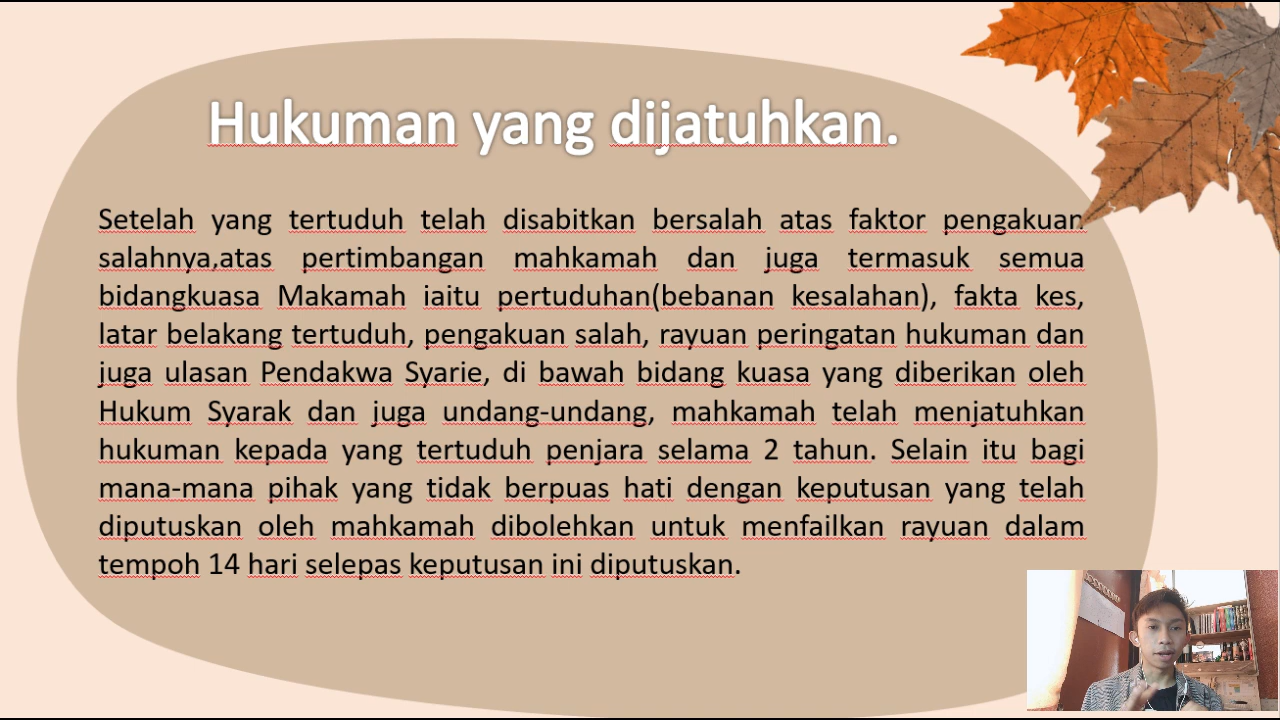 Hukuman yang dijatuhkan.
Setelah yang tertuduh telah disabitkan bersalah atas faktor pengakuan
salahnya,atas pertimbangan mahkamah dan juga termasuk semua
bidangkuasa Makamah iaitu pertuduhan(bebanan kesalahan), fakta kes,
latar belakang tertuduh, pengakuan salah, rayuan peringatan hukuman dan
juga ulasan Pendakwa Syarie, di bawah bidang kuasa yang diberikan oleh
Hukum Syarak dan juga undang-undang, mahkamah telah menjatuhkan
hukuman kepada yang tertuduh penjara selama 2 tahun. Selain itu bagi
mana-mana pihak yang tidak berpuas hati dengan keputusan yang telah
diputuskan oleh mahkamah dibolehkan untuk menfailkan rayuan dalam
tempoh 14 hari selepas keputusan ini diputuskan.